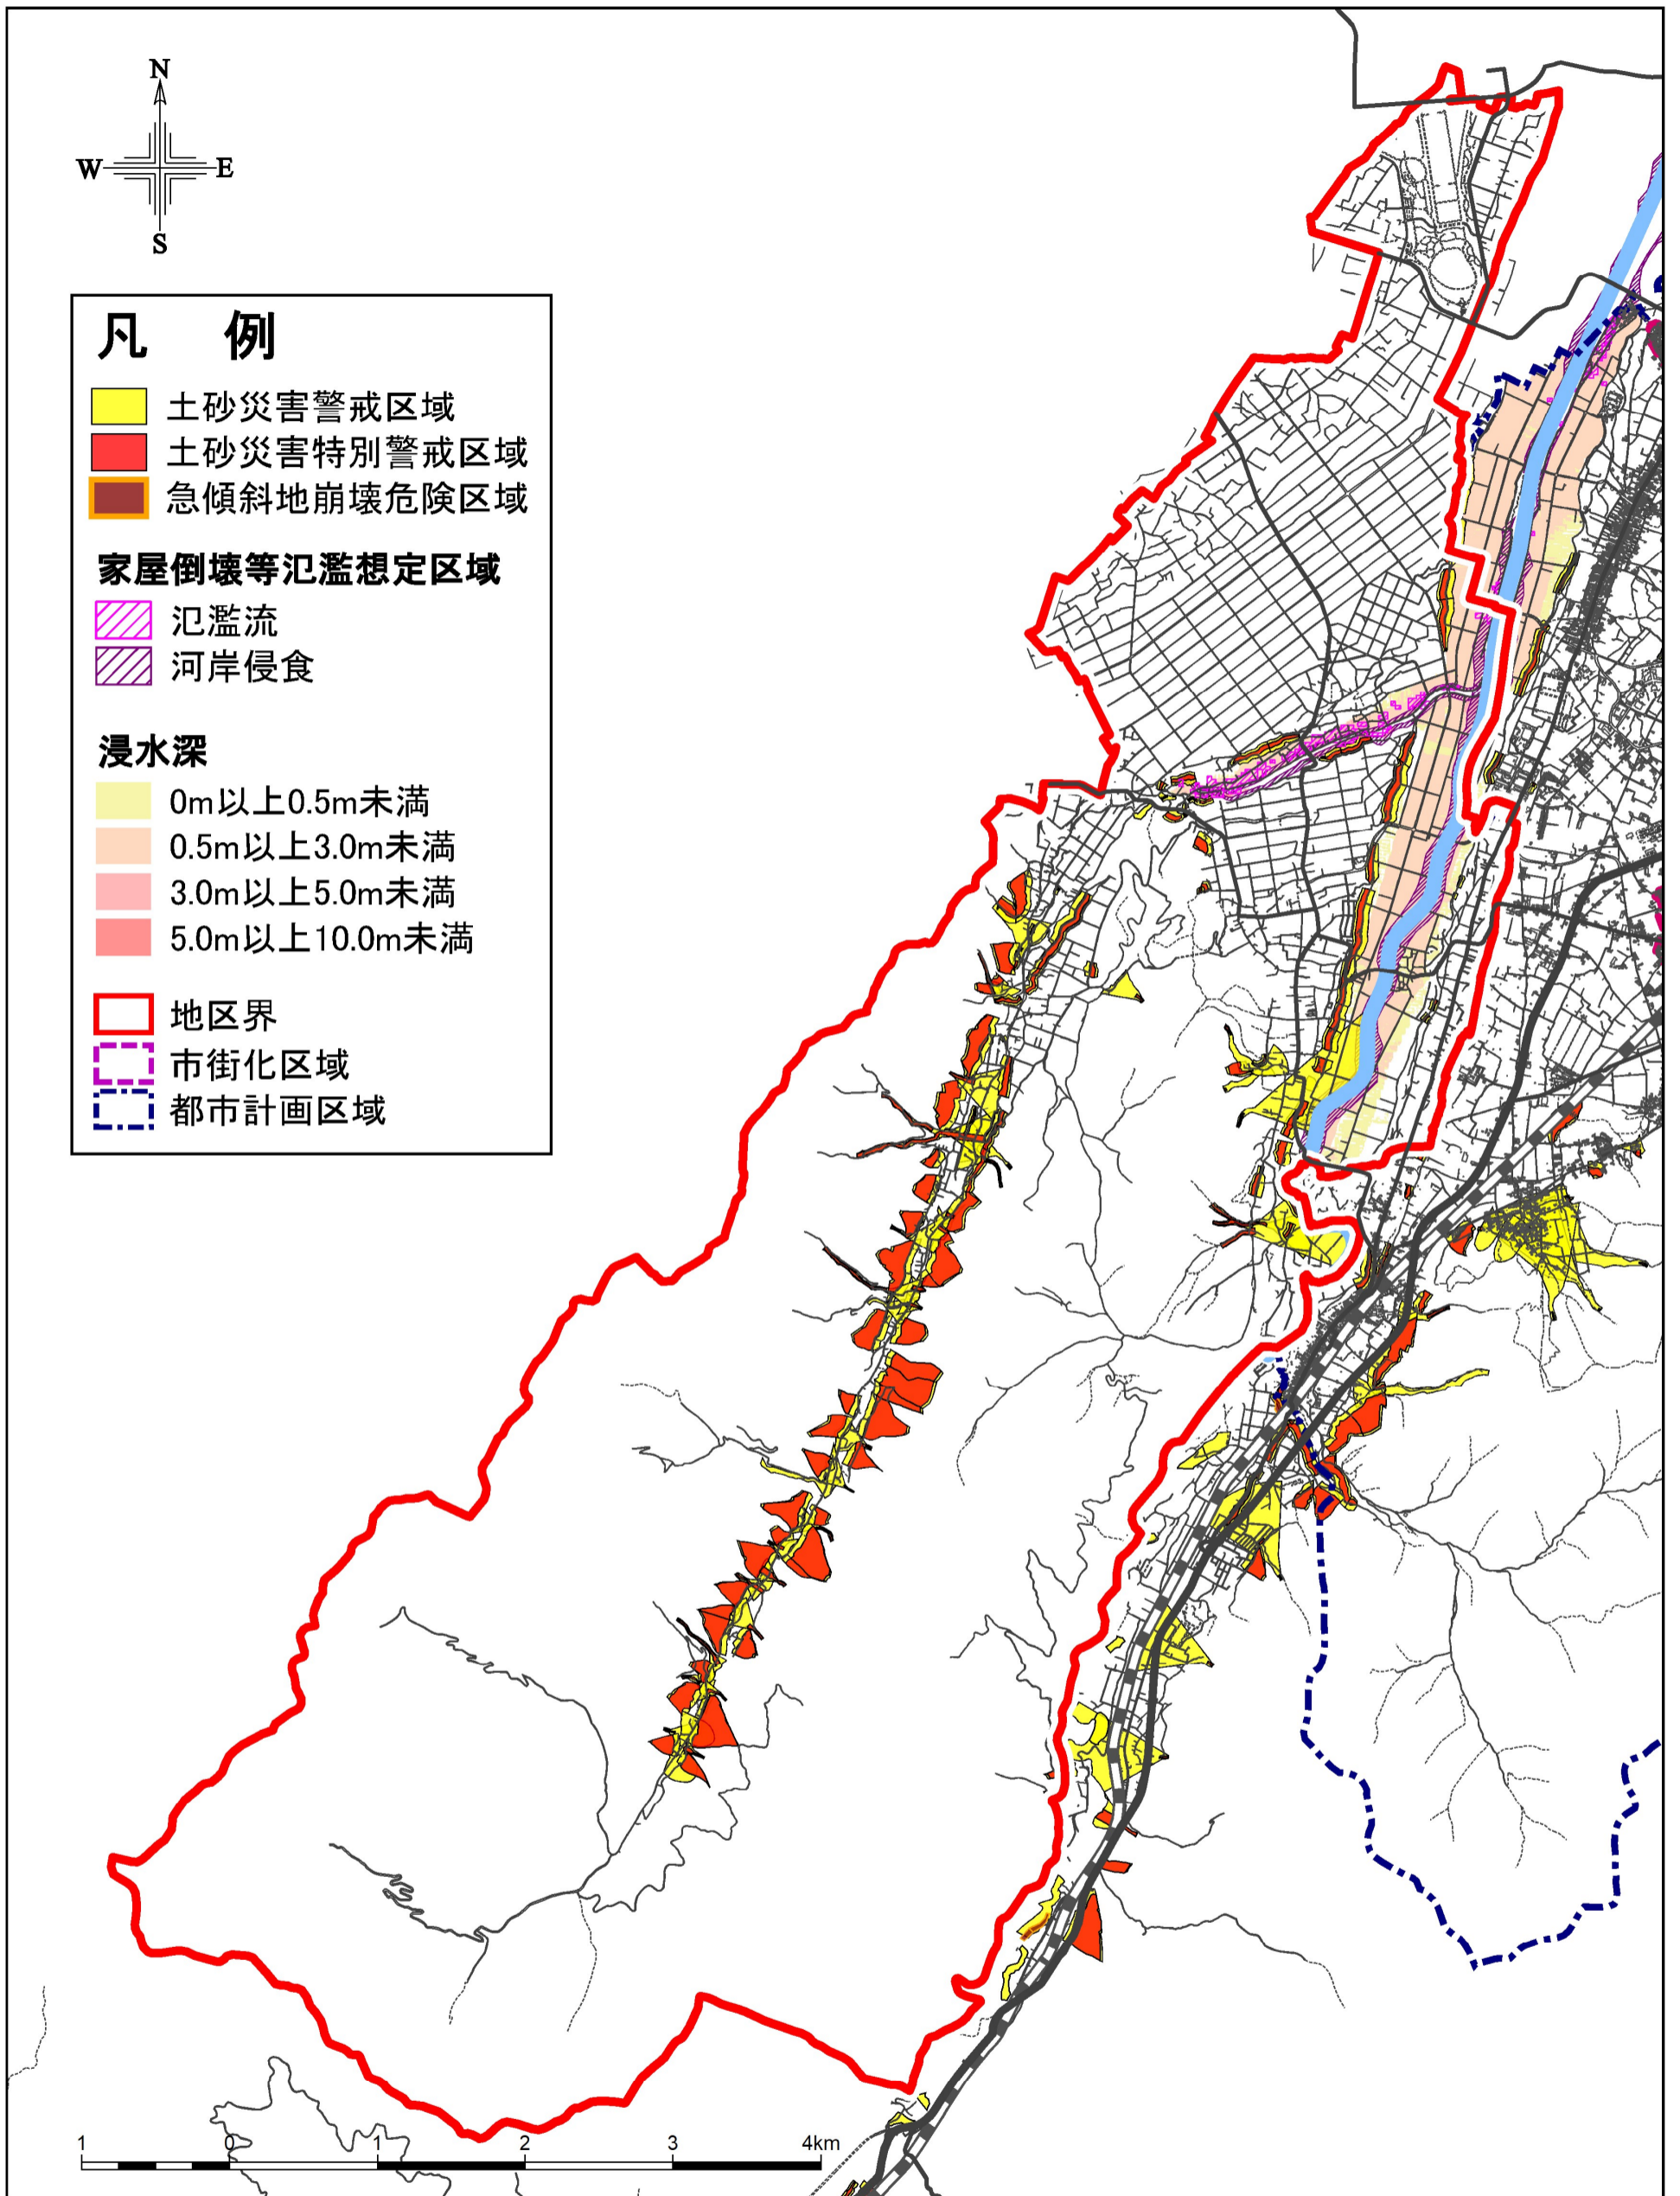 N
W E
S
凡 例
土砂災害警戒区域
土砂災害特別警戒区域
急傾斜地崩壊危険区域
家屋倒壊等氾濫想定区域
氾濫流
河岸侵食
浸水深
0m以上0.5m未満
0.5m以上3.0m未満
3.0m以上5.0m未満
5.0m以上10.0m未満
地区界
市街化区域
都市計画区域
1 0 1 2 3 4km